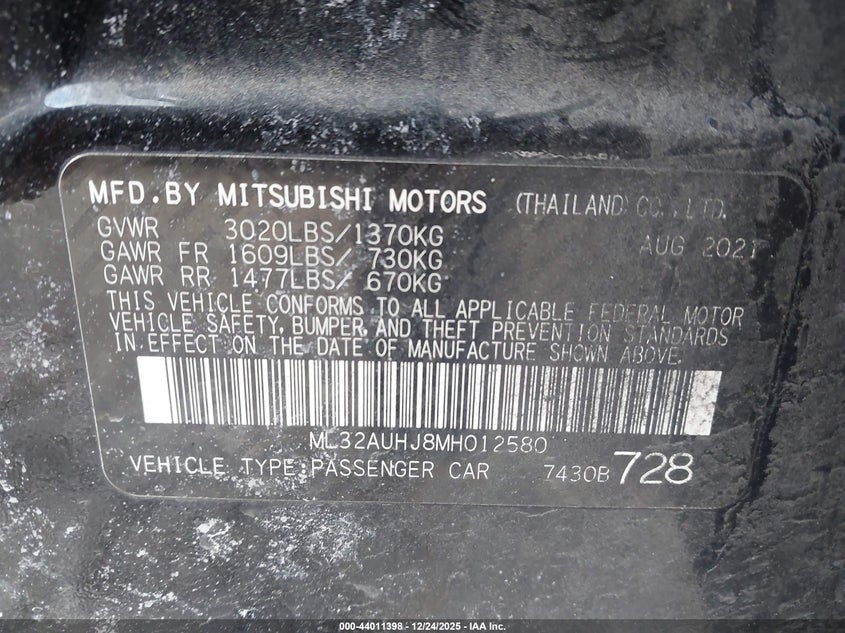 MFD.BY MITSUBISHI MOTORS (THAILAND) CO.,LTD.
GVWR 3020LBS/1370KG AUG 2021
GAWR FR 1609LBS/ 730KG
GAWR RR 1477LBS/ 670KG
THIS VEHICLE CONFORMS TO ALL APPLICABLE FEDERAL MOTOR
VEHICLE SAFETY, BUMPER, AND THEFT PREVENTION STANDARDS
IN EFFECT ON THE DATE OF MANUFACTURE SHOWN ABOVE.
ML32AUHJ8MH012580
VEHICLE TYPE:PASSENGER CAR 7430B 728
000-44011398 - 12/24/2025 - IAA Inc.